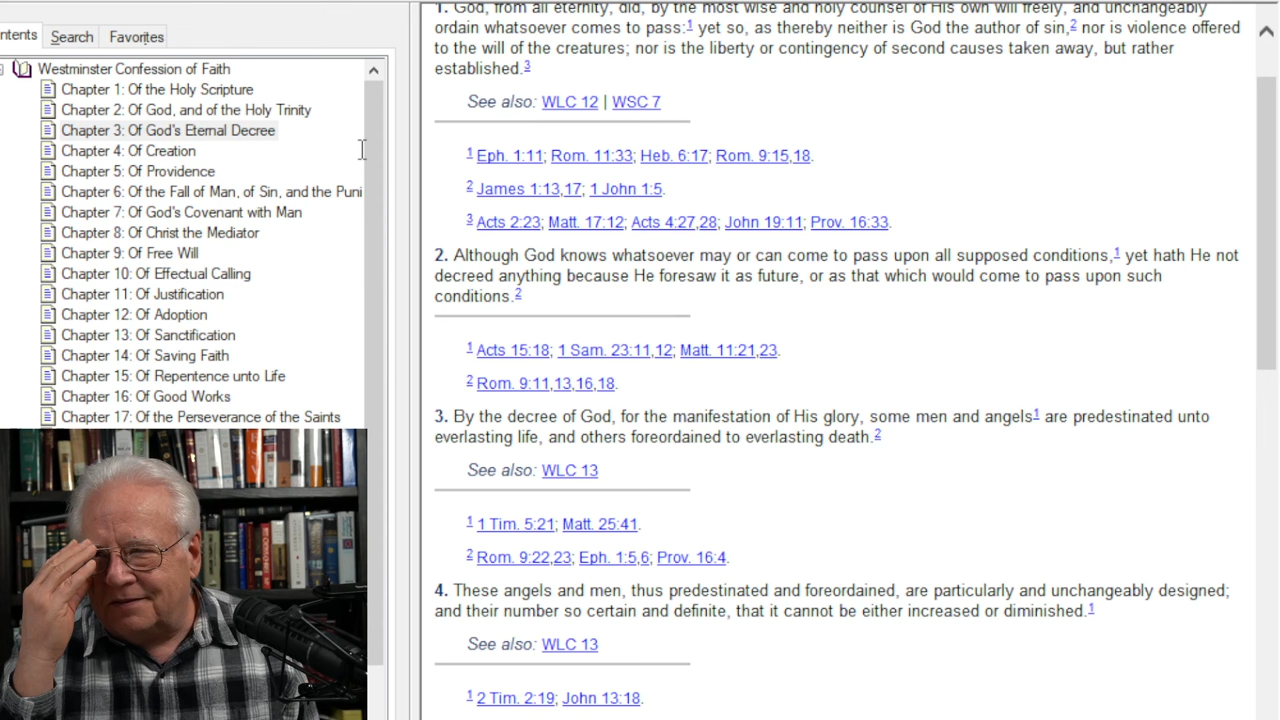 ntents Search Favorites
Westminster Confession of Faith
Chapter 1: Of the Holy Scripture
Chapter 2: Of God, and of the Holy Trinity
Chapter 3: Of God's Eternal Decree
Chapter 4: Of Creation
Chapter 5: Of Providence
Chapter 6: Of the Fall of Man, of Sin, and the Puni
Chapter 7: Of God's Covenant with Man
Chapter 8: Of Christ the Mediator
Chapter 9: Of Free Will
Chapter 10: Of Effectual Calling
Chapter 11: Of Justification
Chapter 12: Of Adoption
Chapter 13: Of Sanctification
Chapter 14: Of Saving Faith
Chapter 15: Of Repentence unto Life
Chapter 16: Of Good Works
Chapter 17: Of the Perseverance of the Saints
1. God, from all eternity, did, by the most wise and holy counsel of His own will freely, and unchangeably
ordain whatsoever comes to pass:1 yet so, as thereby neither is God the author of sin,2 nor is violence offered
to the will of the creatures; nor is the liberty or contingency of second causes taken away, but rather
established.3
See also: WLC 12 | WSC 7
1 Eph. 1:11; Rom. 11:33; Heb. 6:17; Rom. 9:15,18.
2 James 1:13,17; 1 John 1:5.
3 Acts 2:23; Matt. 17:12; Acts 4:27,28; John 19:11; Prov. 16:33.
2. Although God knows whatsoever may or can come to pass upon all supposed conditions,1 yet hath He not
decreed anything because He foresaw it as future, or as that which would come to pass upon such
conditions.2
1 Acts 15:18; 1 Sam. 23:11,12; Matt. 11:21,23.
2 Rom. 9:11,13,16,18.
3. By the decree of God, for the manifestation of His glory, some men and angels1 are predestinated unto
everlasting life, and others foreordained to everlasting death.2
See also: WLC 13
1 1 Tim. 5:21; Matt. 25:41.
2 Rom. 9:22,23; Eph. 1:5,6; Prov. 16:4.
4. These angels and men, thus predestinated and foreordained, are particularly and unchangeably designed;
and their number so certain and definite, that it cannot be either increased or diminished.1
See also: WLC 13
1 2 Tim. 2:19; John 13:18.